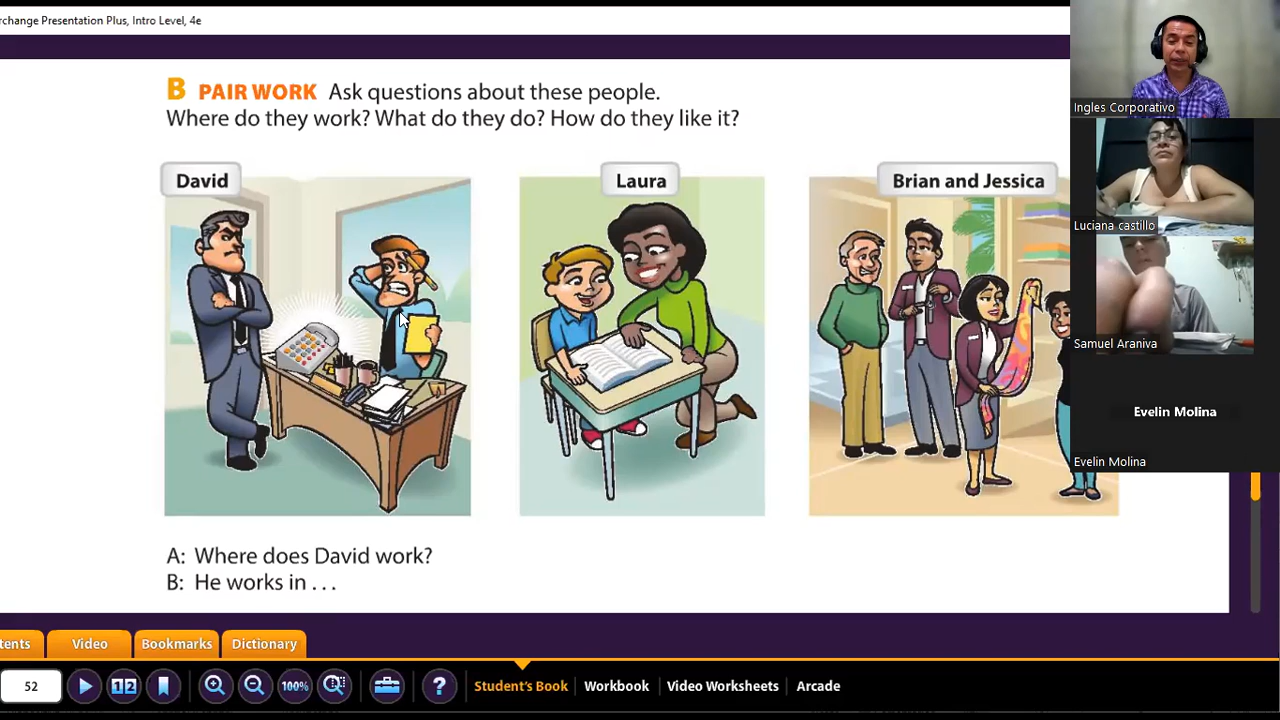 rchange Presentation Plus, Intro Level, 4e
B PAIR WORK Ask questions about these people.
Where do they work? What do they do? How do they like it?
David
Laura
Brian and Jessica
A: Where does David work?
B: He works in . . .
Ingles Corporativo
Luciana castillo
Samuel Araniva
Evelin Molina
Evelin Molina
tents Video Bookmarks Dictionary
52 12 100% ? Student's Book Workbook Video Worksheets Arcade